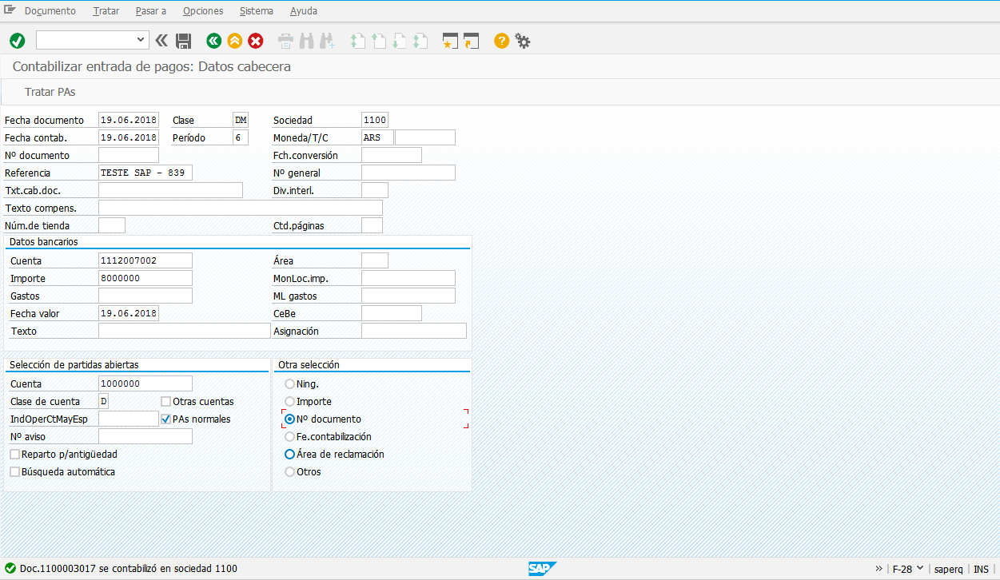 Documento Tratar Pasar a Opciones Sistema Ayuda
Contabilizar entrada de pagos: Datos cabecera
Tratar PAs
Fecha documento 19.06.2018 Clase DM Sociedad 1100
Fecha contab. 19.06.2018 Período 6 Moneda/T/C ARS
Nº documento Fch.conversión
Referencia TESTE SAP - 839 Nº general
Txt.cab.doc. Div.interl.
Texto compens.
Núm.de tienda Ctd.páginas
Datos bancarios
Cuenta 1112007002 Área
Importe 8000000 MonLoc.imp.
Gastos ML gastos
Fecha valor 19.06.2018 CeBe
Texto Asignación
Selección de partidas abiertas Otra selección
Cuenta 1000000 Ning.
Clase de cuenta D Otras cuentas Importe
IndOperCtMayEsp PAs normales Nº documento
Nº aviso Fe.contabilización
Reparto p/antigüedad Área de reclamación
Búsqueda automática Otros
Doc.1100003017 se contabilizó en sociedad 1100 SAP F-28 saperq INS